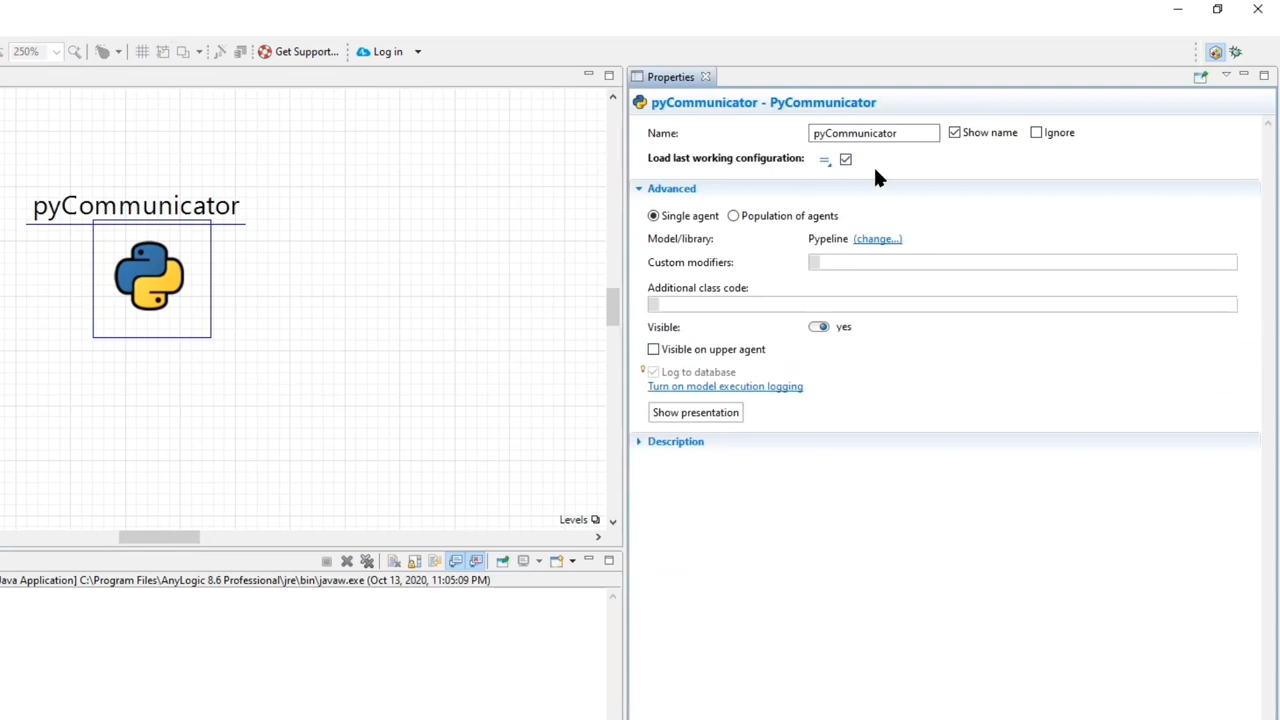 250%
Get Support...
Log in
Properties
pyCommunicator - PyCommunicator
Name:
pyCommunicator
Show name
Ignore
Load last working configuration:
Advanced
Single agent
Population of agents
Model/library:
Pypeline
(change...)
Custom modifiers:
Additional class code:
Visible:
yes
Visible on upper agent
Log to database
Turn on model execution logging
Show presentation
Description
pyCommunicator
Levels
Java Application] C:\Program Files\AnyLogic 8.6 Professional\jre\bin\javaw.exe (Oct 13, 2020, 11:05:09 PM)